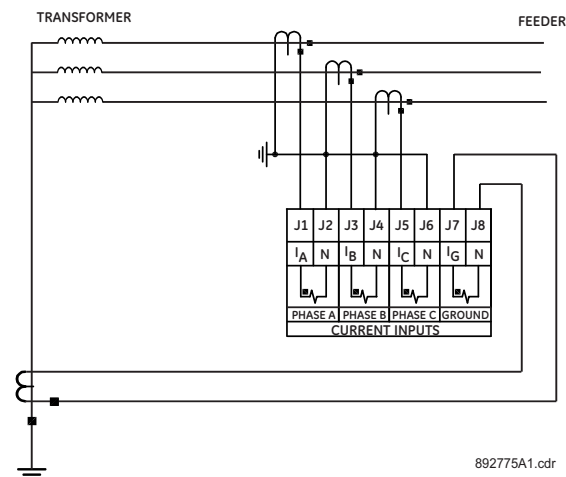 TRANSFORMER
FEEDER
J1 J2 J3 J4 J5 J6 J7 J8
IA N IB N IC N IG N
PHASE A PHASE B PHASE C GROUND
CURRENT INPUTS
892775A1.cdr